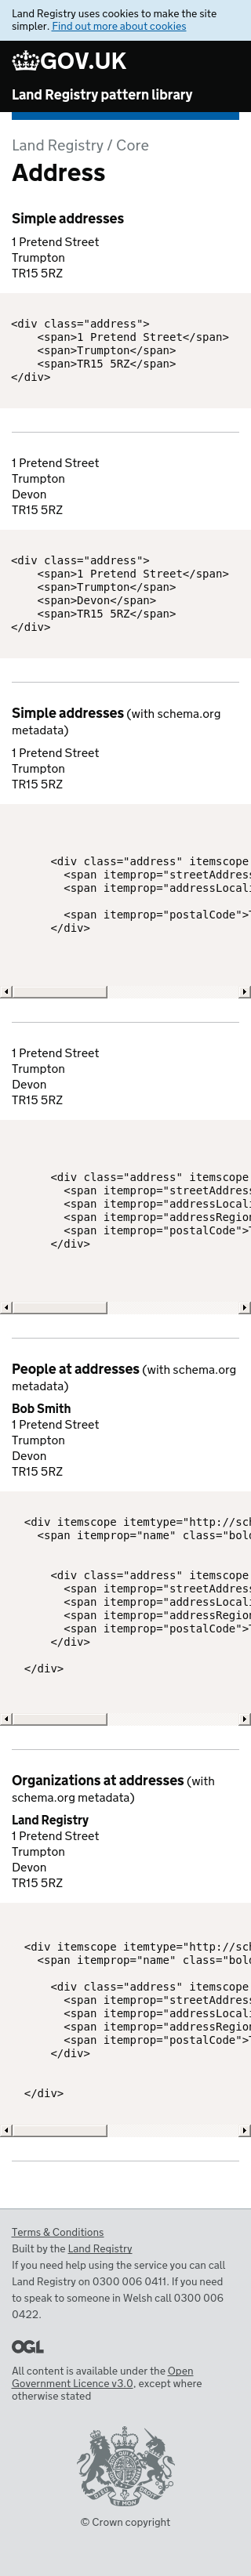 Land Registry uses cookies to make the site
simpler. Find out more about cookies
GOV.UK
Land Registry pattern library
Land Registry / Core
Address
Simple addresses
1 Pretend Street
Trumpton
TR15 5RZ
<div class="address">
    <span>1 Pretend Street</span>
    <span>Trumpton</span>
    <span>TR15 5RZ</span>
</div>
1 Pretend Street
Trumpton
Devon
TR15 5RZ
<div class="address">
    <span>1 Pretend Street</span>
    <span>Trumpton</span>
    <span>Devon</span>
    <span>TR15 5RZ</span>
</div>
Simple addresses (with schema.org
metadata)
1 Pretend Street
Trumpton
TR15 5RZ
<div class="address" itemscope
<span itemprop="streetAddres
<span itemprop="addressLocali
<span itemprop="postalCode">
</div>
1 Pretend Street
Trumpton
Devon
TR15 5RZ
<div class="address" itemscope
<span itemprop="streetAddres
<span itemprop="addressLocali
<span itemprop="addressRegion
<span itemprop="postalCode">
</div>
People at addresses (with schema.org
metadata)
Bob Smith
1 Pretend Street
Trumpton
Devon
TR15 5RZ
<div itemscope itemtype="http://sch
<span itemprop="name" class="bol
<div class="address" itemscope
<span itemprop="streetAddres
<span itemprop="addressLocali
<span itemprop="addressRegion
<span itemprop="postalCode">
</div>
</div>
Organizations at addresses (with
schema.org metadata)
Land Registry
1 Pretend Street
Trumpton
Devon
TR15 5RZ
<div itemscope itemtype="http://sch
<span itemprop="name" class="bol
<div class="address" itemscope
<span itemprop="streetAddres
<span itemprop="addressLocali
<span itemprop="addressRegion
<span itemprop="postalCode">
</div>
</div>
Terms & Conditions
Built by the Land Registry
If you need help using the service you can call
Land Registry on 0300 006 0411. If you need
to speak to someone in Welsh call 0300 006
0422.
OGL
All content is available under the Open
Government Licence v3.0, except where
otherwise stated
© Crown copyright